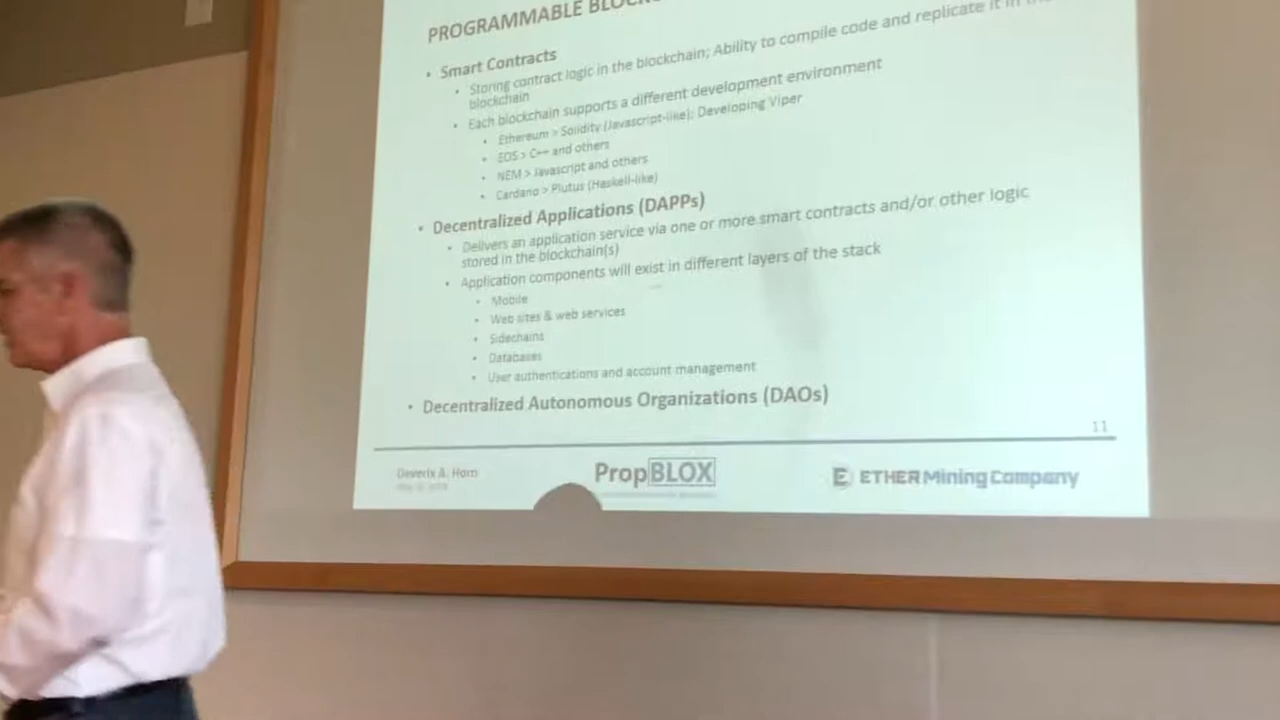 PROGRAMMABLE
• Smart Contracts
• Storing contract logic in the blockchain; Ability to compile code and replicate it in
blockchain
• Each blockchain supports a different development environment
• Ethereum > Solidity (Javascript-like); Developing Viper
• EOS > C++ and others
• NEM > Javascript and others
• Cardano > Plutus (Haskell-like)
• Decentralized Applications (DAPPs)
• Delivers an application service via one or more smart contracts and/or other logic
stored in the blockchain(s)
• Application components will exist in different layers of the stack
• Mobile
• Web sites & web services
• Sidechains
• Databases
• User authentications and account management
• Decentralized Autonomous Organizations (DAOs)
11
A. Horn
PropBLOX
E ETHER Mining Company